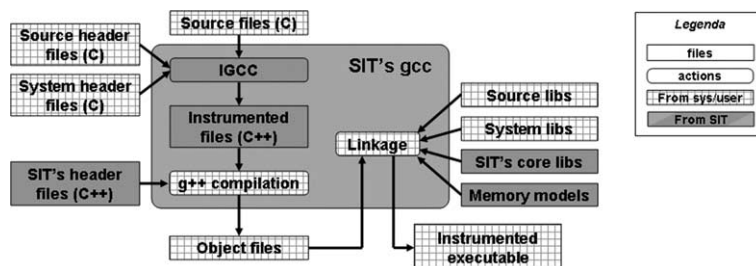 Source files (C)
Source header
files (C)
System header
files (C)
IGCC
SIT's gcc
Instrumented
files (C++)
SIT's header
files (C++)
g++ compilation
Object files
Linkage
Source libs
System libs
SIT's core libs
Memory models
Instrumented
executable
Legenda
files
actions
From sys/user
From SIT